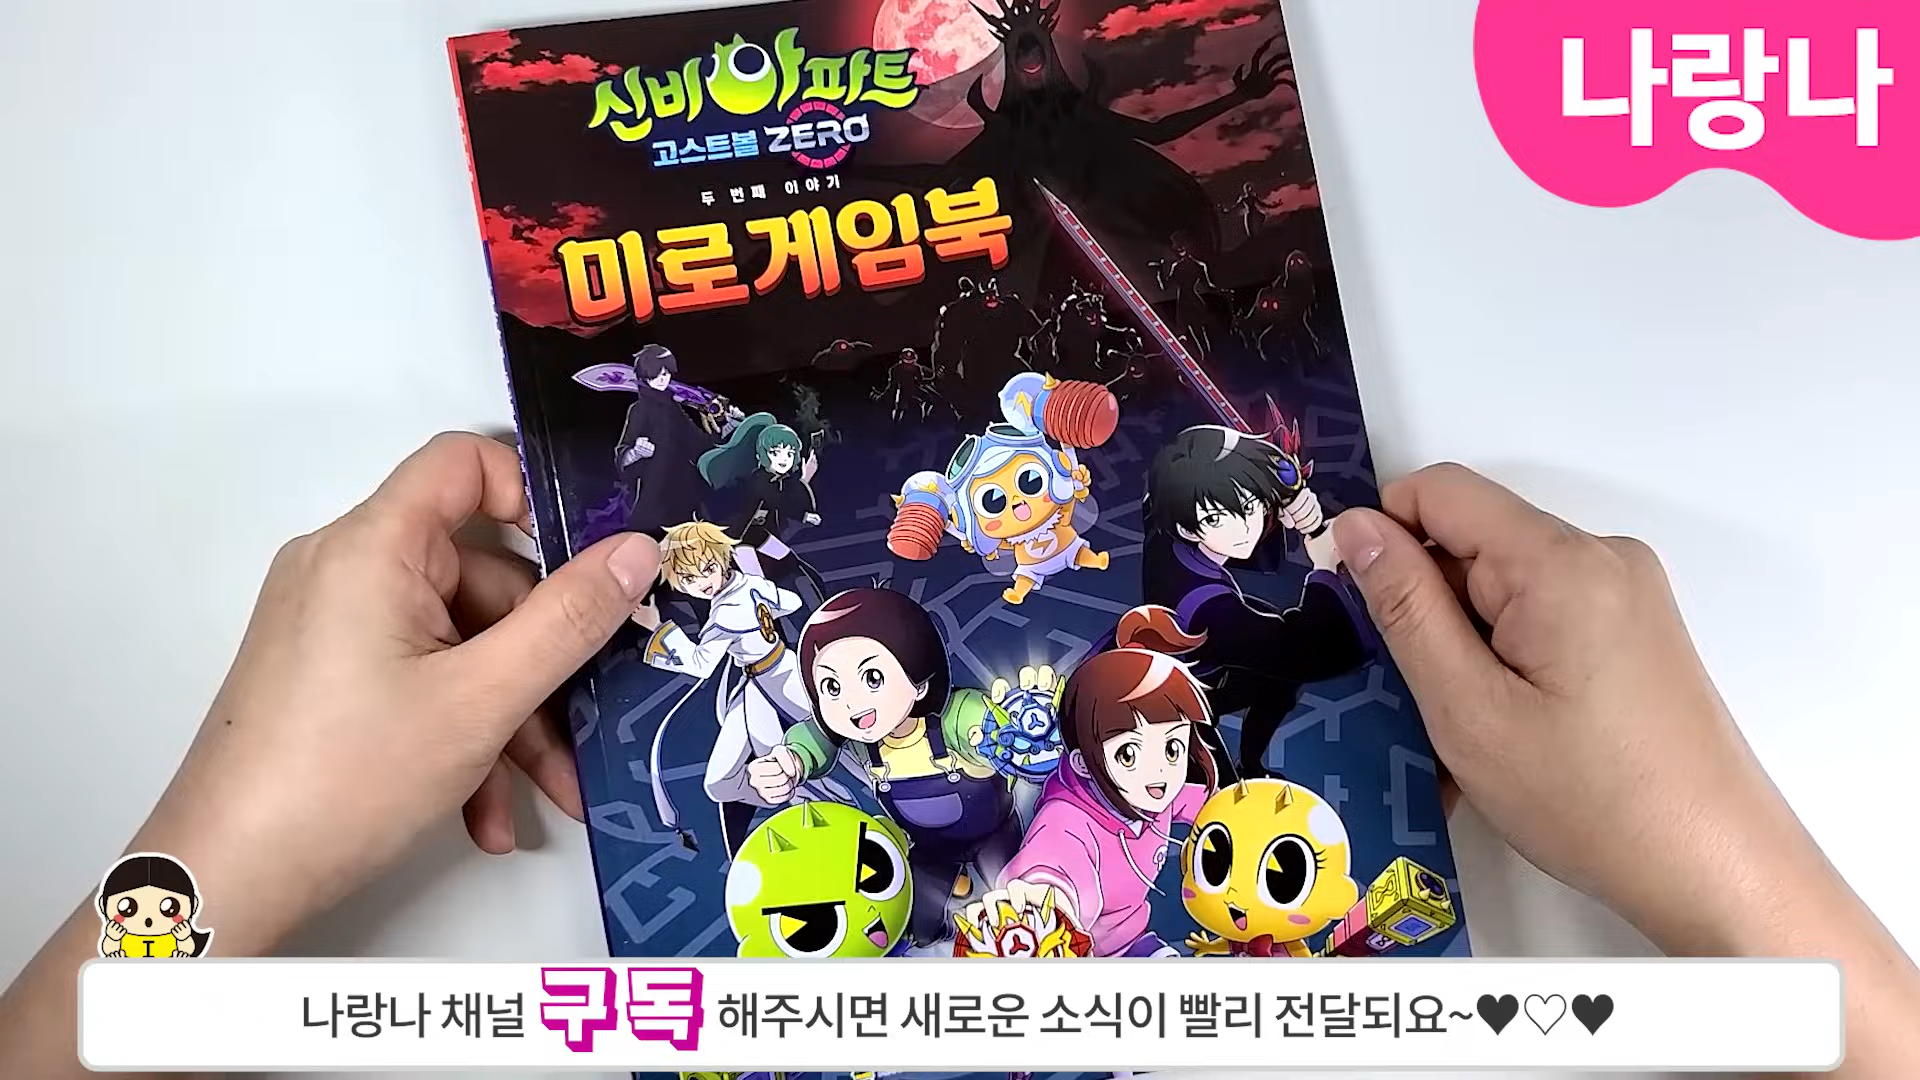 나랑나
신비아파트
고스트볼 ZERO
두 번째 이야기
미로게임북
I
나랑나 채널 구독 해주시면 새로운 소식이 빨리 전달되요~♥♡♥